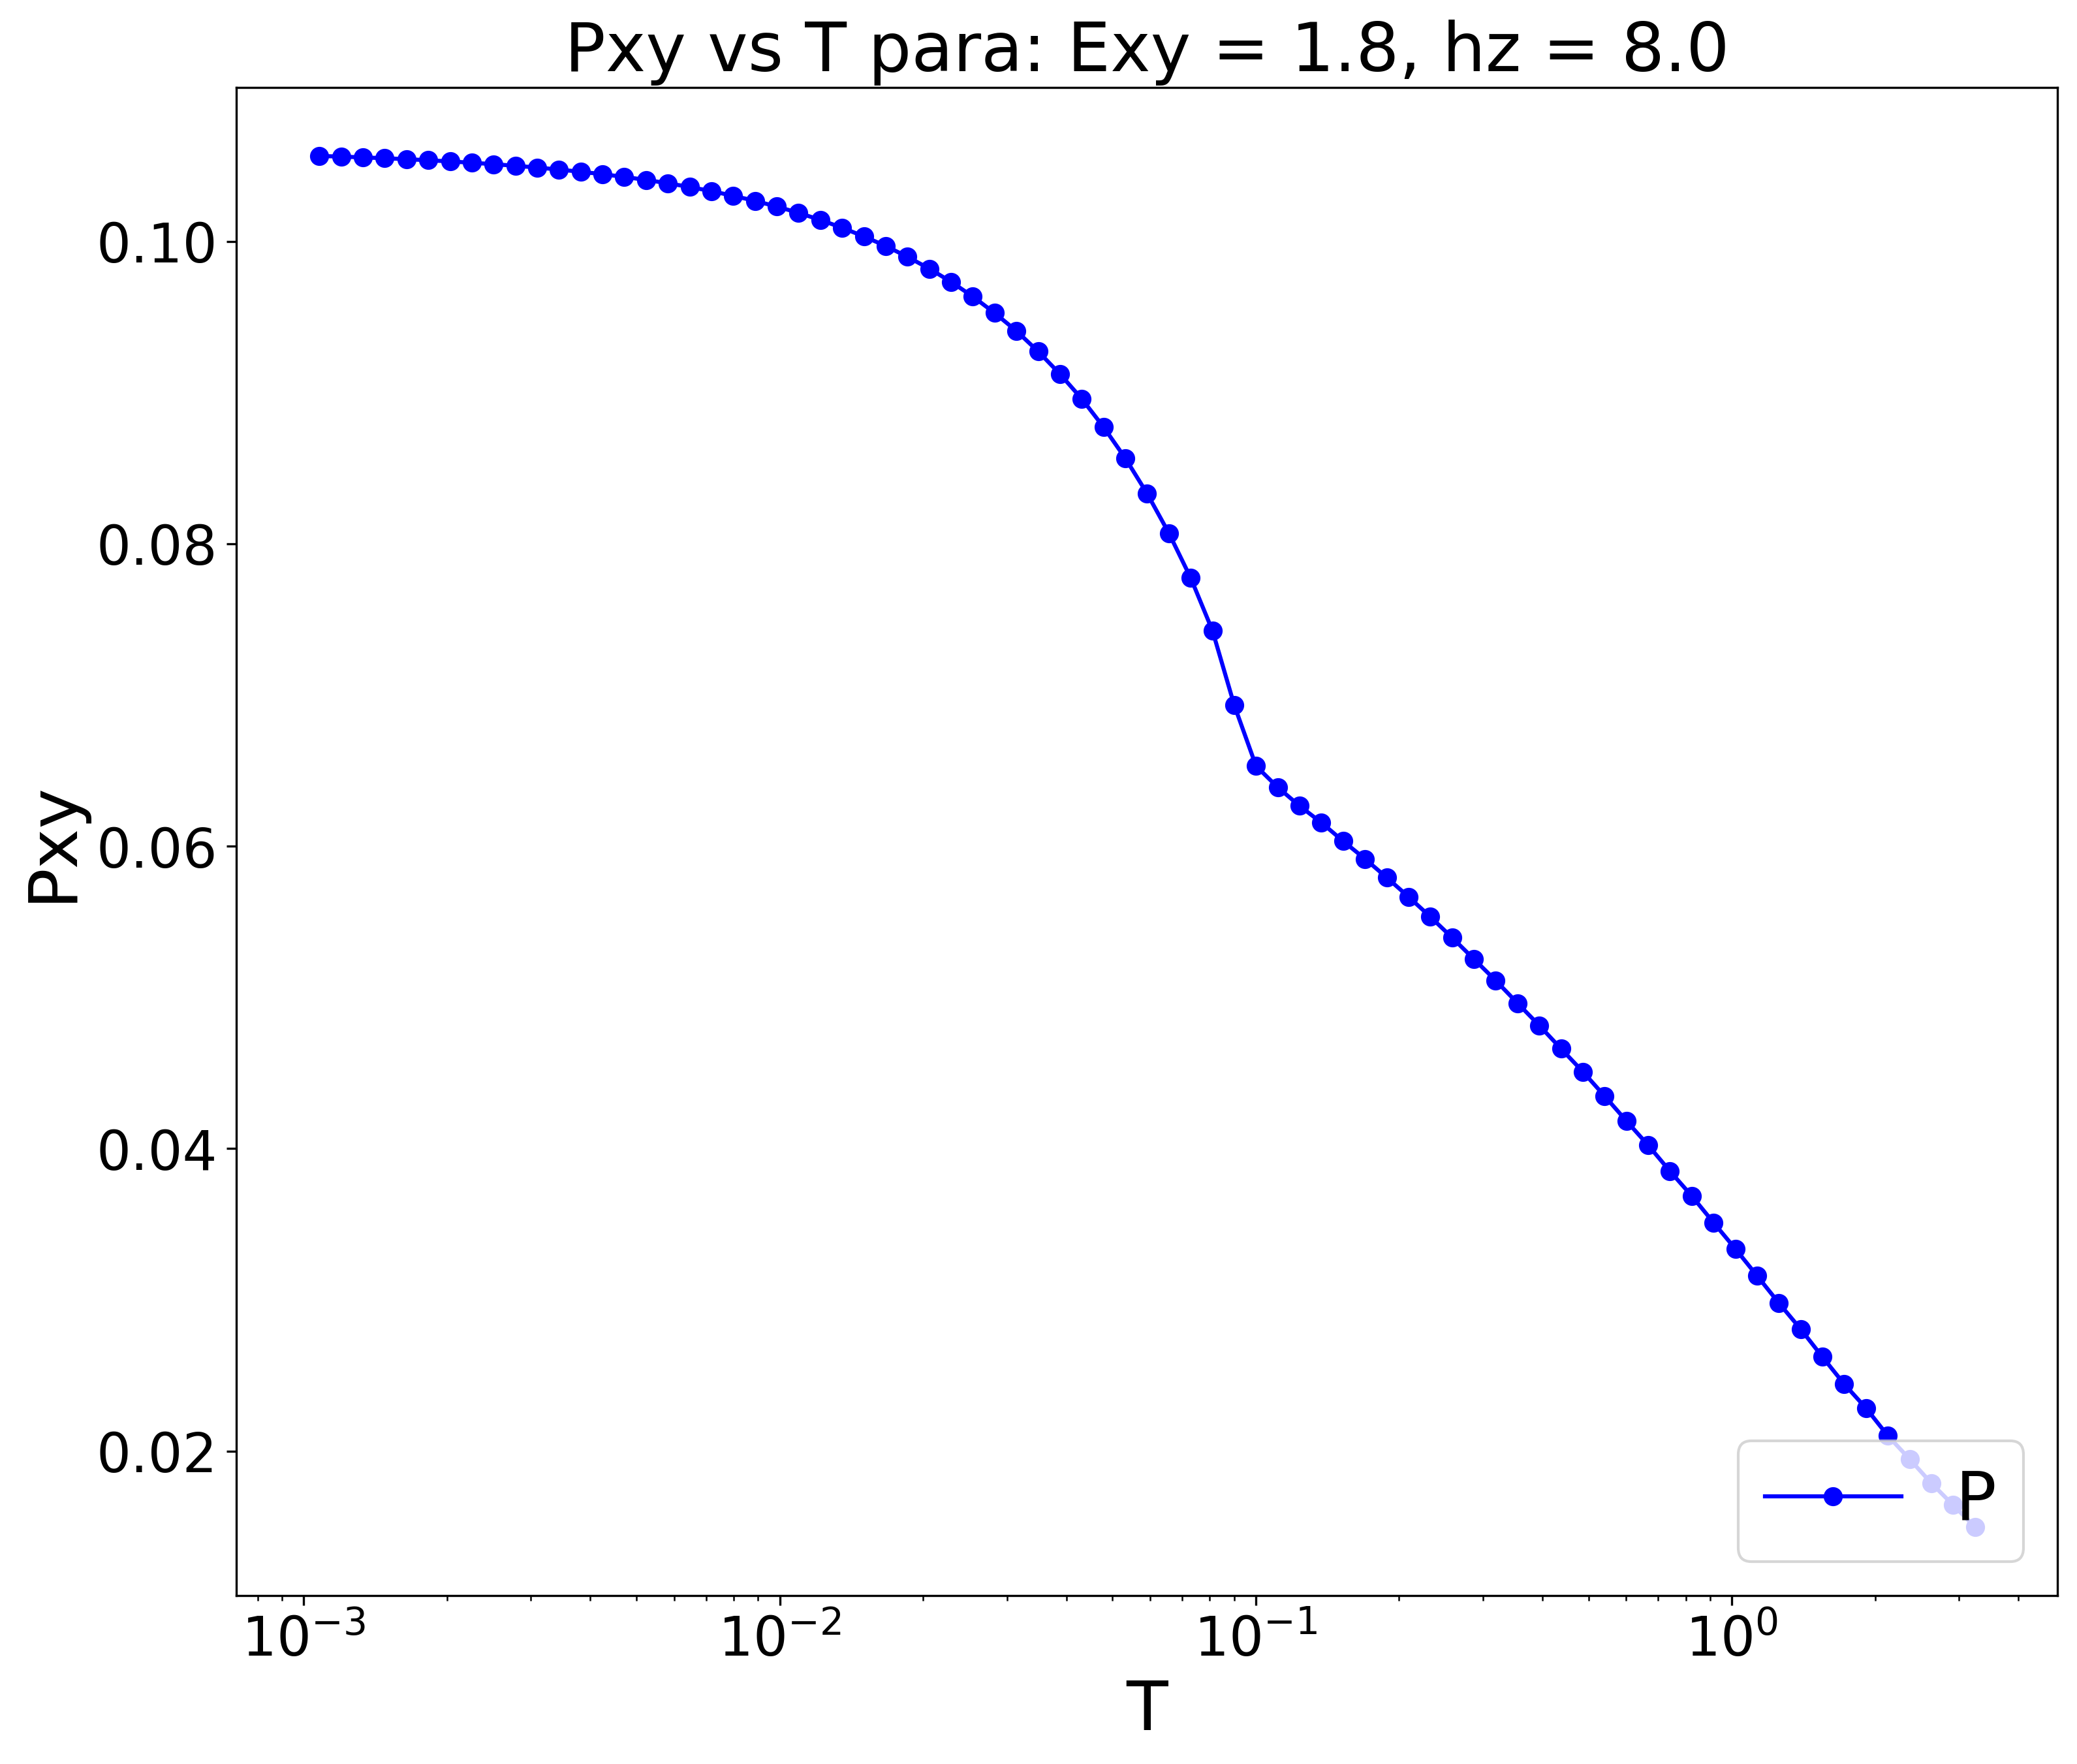 Pxy vs T para: Exy = 1.8, hz = 8.0
Pxy
0.10
0.08
0.06
0.04
0.02
P
10⁻³ 10⁻² 10⁻¹ 10⁰
T